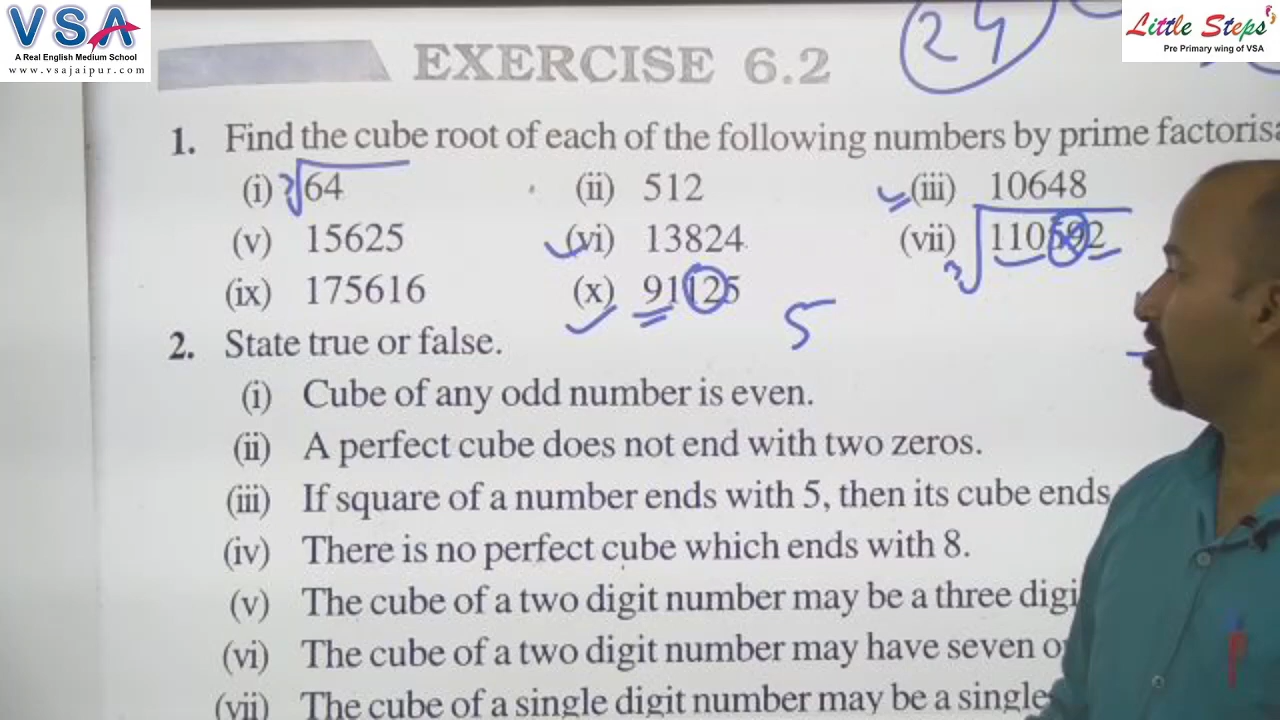 VSA
A Real English Medium School
www.vsajaipur.com
Little Steps
Pre Primary wing of VSA
24
EXERCISE 6.2
1. Find the cube root of each of the following numbers by prime
(i) 3√64 (ii) 512 (iii) 10648
(v) 15625 (vi) 13824 (vii) 3√110592
(ix) 175616 (x) 91125
5
2. State true or false.
(i) Cube of any odd number is even.
(ii) A perfect cube does not end with two zeros.
(iii) If square of a number ends with 5, then its cube ends
(iv) There is no perfect cube which ends with 8.
(v) The cube of a two digit number may be a three digi
(vi) The cube of a two digit number may have seven o
(vii) The cube of a single digit number may be a single